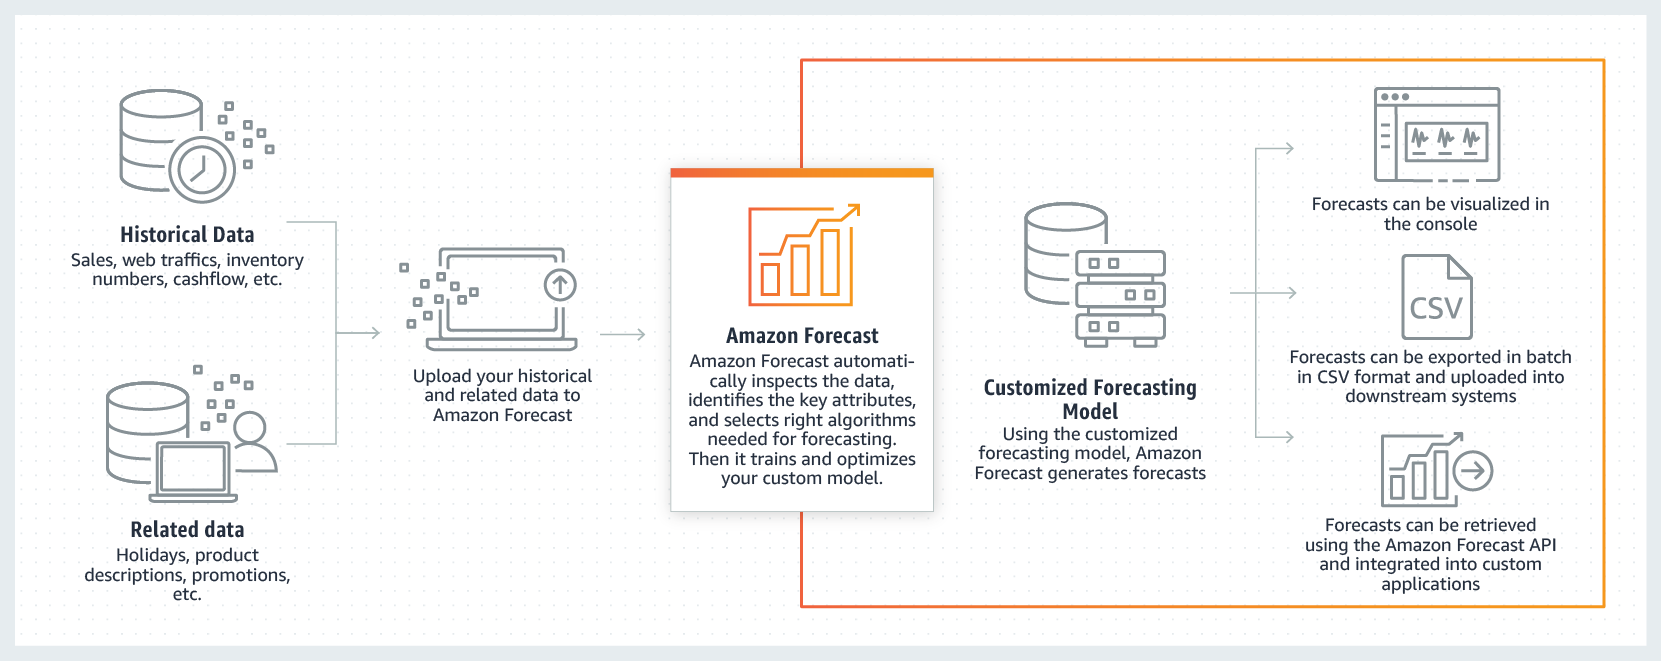 Historical Data
Sales, web traffics, inventory
numbers, cashflow, etc.
Related data
Holidays, product
descriptions, promotions,
etc.
Upload your historical
and related data to
Amazon Forecast
Amazon Forecast
Amazon Forecast automati-
cally inspects the data,
identifies the key attributes,
and selects right algorithms
needed for forecasting.
Then it trains and optimizes
your custom model.
Customized Forecasting
Model
Using the customized
forecasting model, Amazon
Forecast generates forecasts
Forecasts can be visualized in
the console
CSV
Forecasts can be exported in batch
in CSV format and uploaded into
downstream systems
Forecasts can be retrieved
using the Amazon Forecast API
and integrated into custom
applications